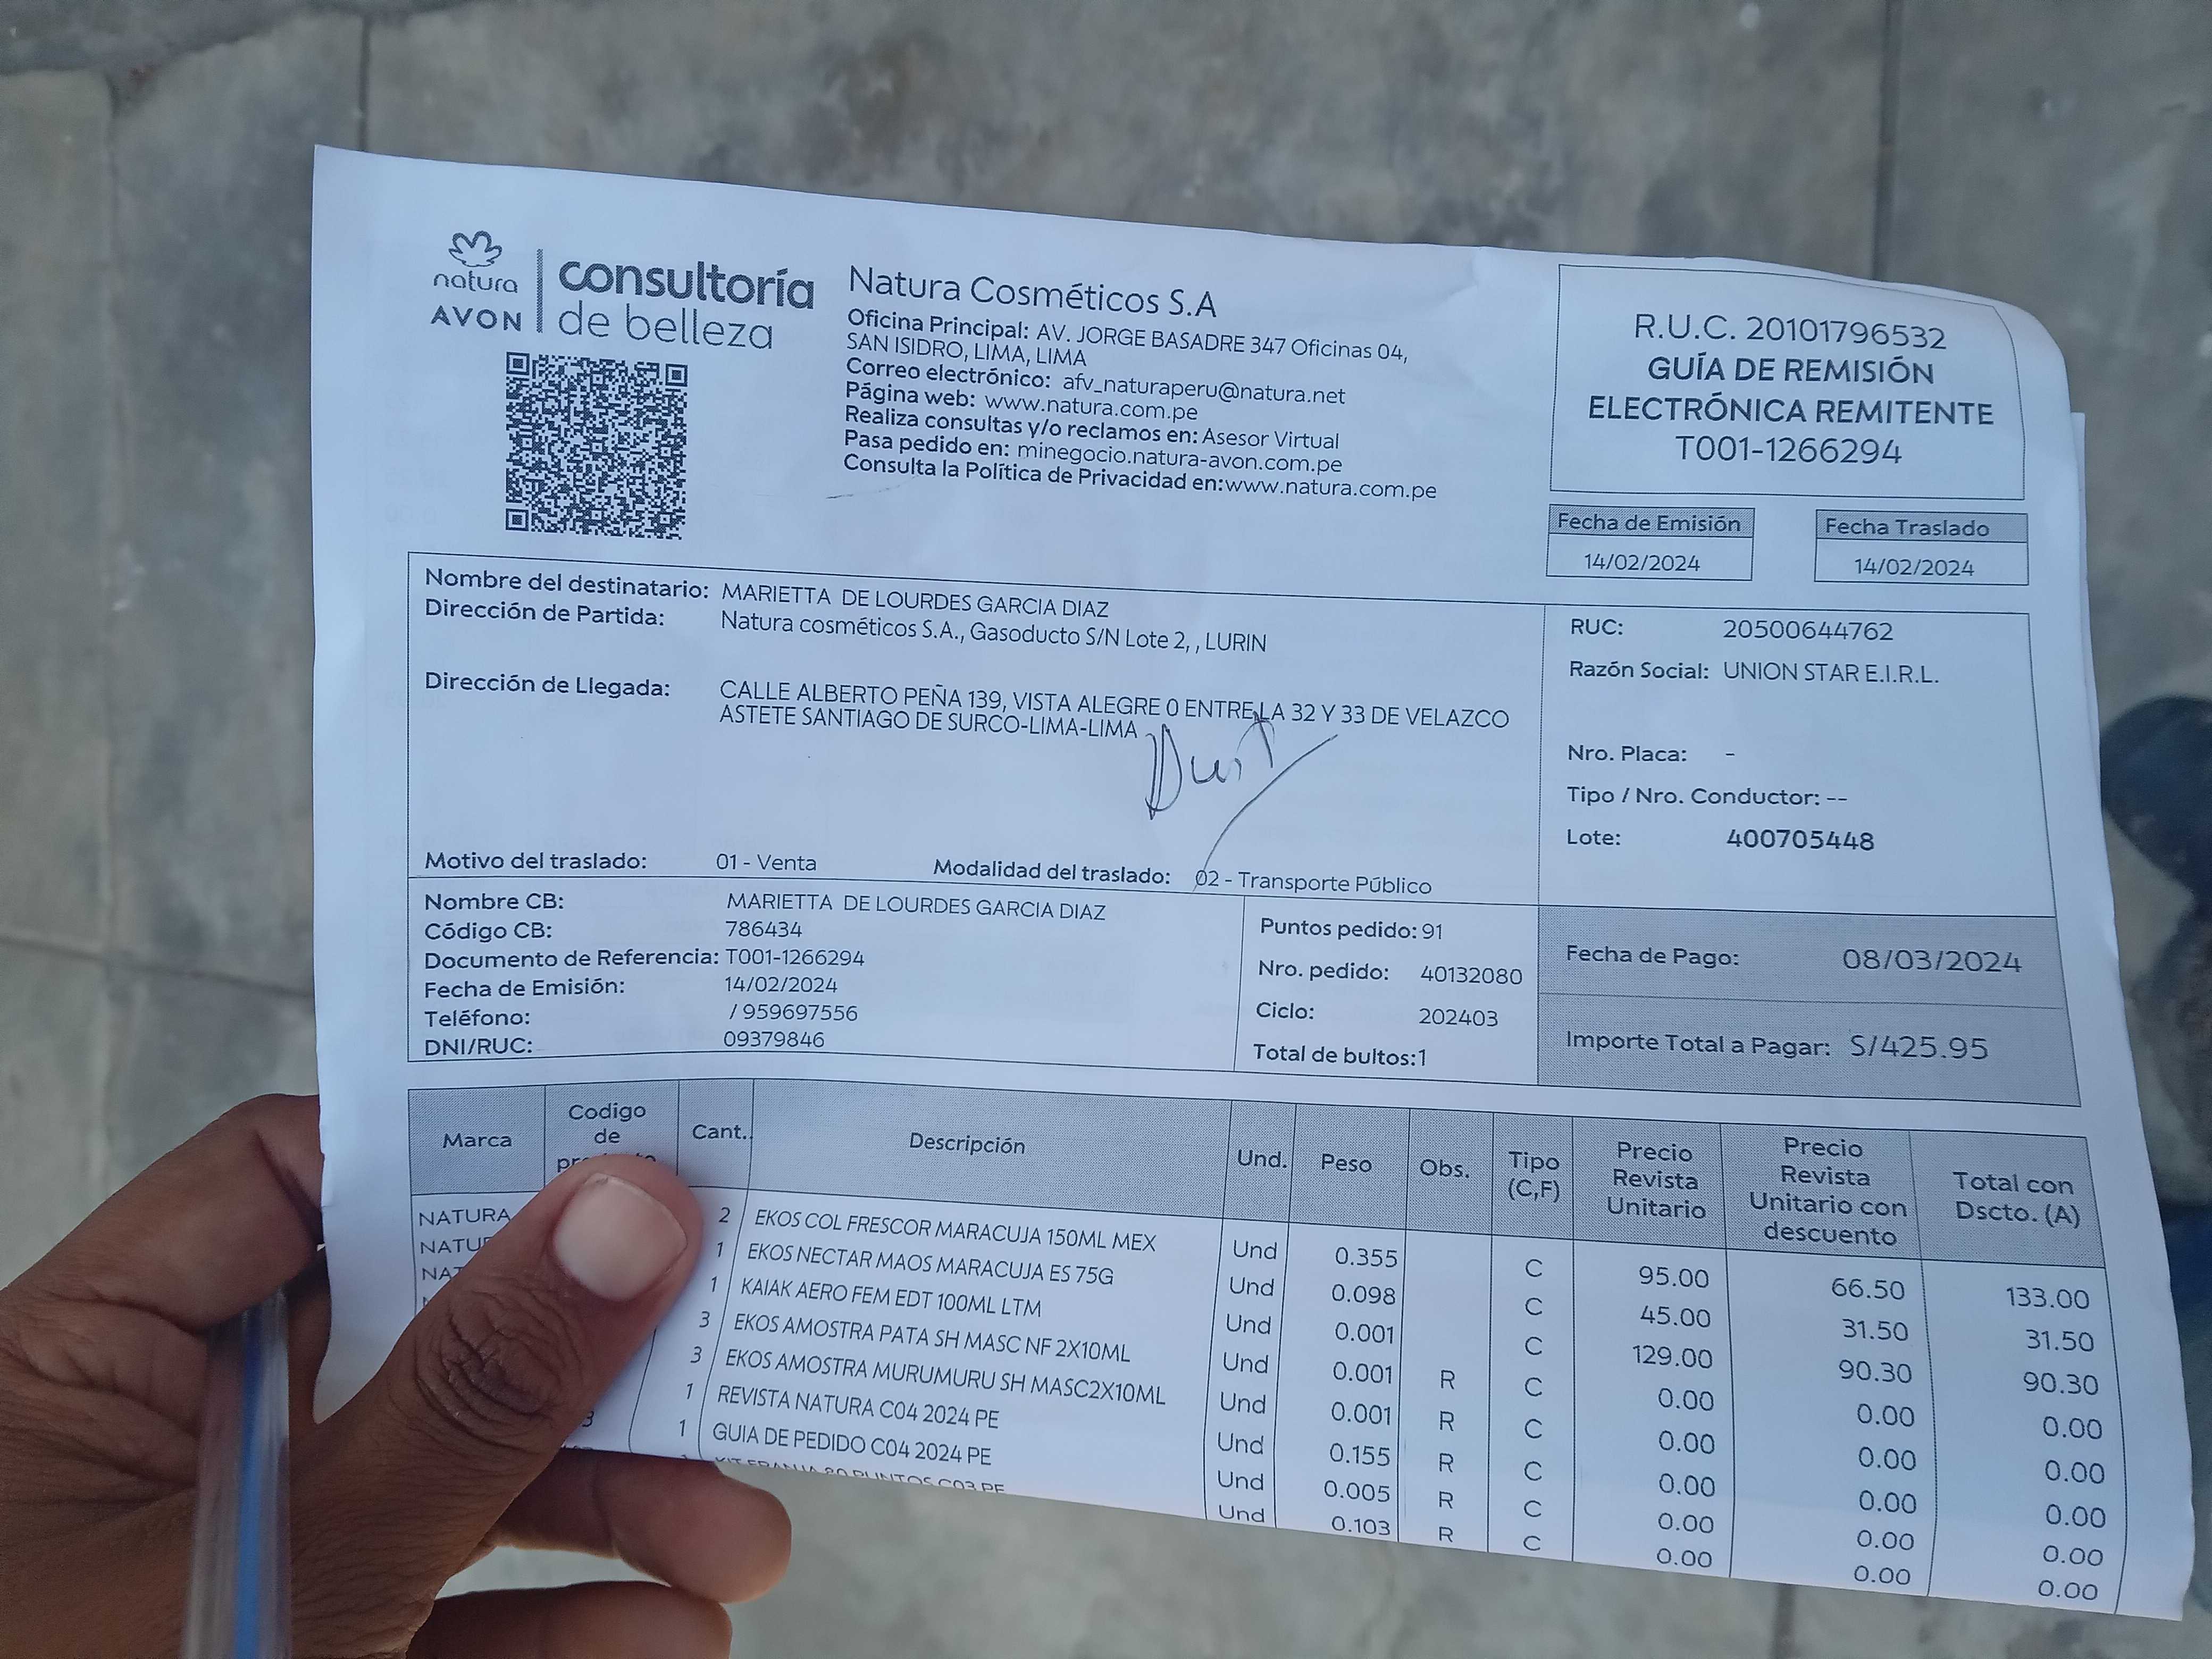 natura
AVON
consultoría
de belleza
Natura Cosméticos S.A
Oficina Principal: AV. JORGE BASADRE 347 Oficinas 04,
SAN ISIDRO, LIMA, LIMA
Correo electrónico: afv_naturaperu@natura.net
Página web: www.natura.com.pe
Realiza consultas y/o reclamos en: Asesor Virtual
Pasa pedido en: minegocio.natura-avon.com.pe
Consulta la Política de Privacidad en:www.natura.com.pe
R.U.C. 20101796532
GUÍA DE REMISIÓN
ELECTRÓNICA REMITENTE
T001-1266294
Fecha de Emisión
14/02/2024
Fecha Traslado
14/02/2024
Nombre del destinatario: MARIETTA DE LOURDES GARCIA DIAZ
Dirección de Partida: Natura cosméticos S.A., Gasoducto S/N Lote 2, , LURIN
Dirección de Llegada: CALLE ALBERTO PEÑA 139, VISTA ALEGRE 0 ENTRE LA 32 Y 33 DE VELAZCO
ASTETE SANTIAGO DE SURCO-LIMA-LIMA
Motivo del traslado: 01 - Venta Modalidad del traslado: 02 - Transporte Público
RUC: 20500644762
Razón Social: UNION STAR E.I.R.L.
Nro. Placa: -
Tipo / Nro. Conductor: --
Lote: 400705448
Nombre CB: MARIETTA DE LOURDES GARCIA DIAZ
Código CB: 786434
Documento de Referencia: T001-1266294
Fecha de Emisión: 14/02/2024
Teléfono: / 959697556
DNI/RUC: 09379846
Puntos pedido: 91
Nro. pedido: 40132080
Ciclo: 202403
Total de bultos:1
Fecha de Pago: 08/03/2024
Importe Total a Pagar: S/425.95
Marca Codigo de Cant. Descripción Und. Peso Obs. Tipo (C,F) Precio Revista Unitario Precio Revista Unitario con descuento Total con Dscto. (A)
NATURA 2 EKOS COL FRESCOR MARACUJA 150ML MEX Und 0.355 C 95.00 66.50 133.00
1 EKOS NECTAR MAOS MARACUJA ES 75G Und 0.098 C 45.00 31.50 31.50
1 KAIAK AERO FEM EDT 100ML LTM Und 0.001 C 129.00 90.30 90.30
3 EKOS AMOSTRA PATA SH MASC NF 2X10ML Und 0.001 R C 0.00 0.00 0.00
3 EKOS AMOSTRA MURUMURU SH MASC2X10ML Und 0.001 R C 0.00 0.00 0.00
1 REVISTA NATURA C04 2024 PE Und 0.155 R C 0.00 0.00 0.00
1 GUIA DE PEDIDO C04 2024 PE Und 0.005 R C 0.00 0.00 0.00
KIT FRANJA 80 PUNTOS C03 PE Und 0.103 R C 0.00 0.00 0.00